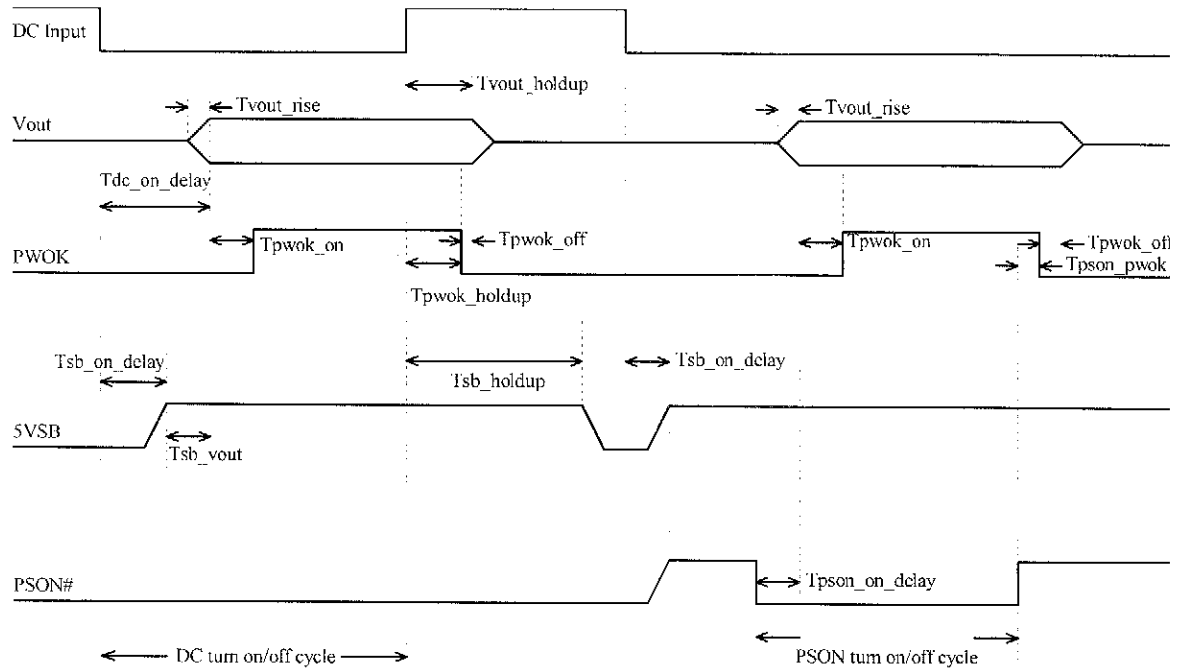 DC Input
Tvout_holdup
Tvout_rise
Tvout_rise
Vout
Tdc_on_delay
Tpwok_on
Tpwok_off
Tpwok_on
Tpwok_off
PWOK
Tpson_pwok
Tpwok_holdup
Tsb_on_delay
Tsb_holdup
Tsb_on_delay
5VSB
Tsb_vout
PSON#
Tpson_on_delay
DC turn on/off cycle
PSON turn on/off cycle